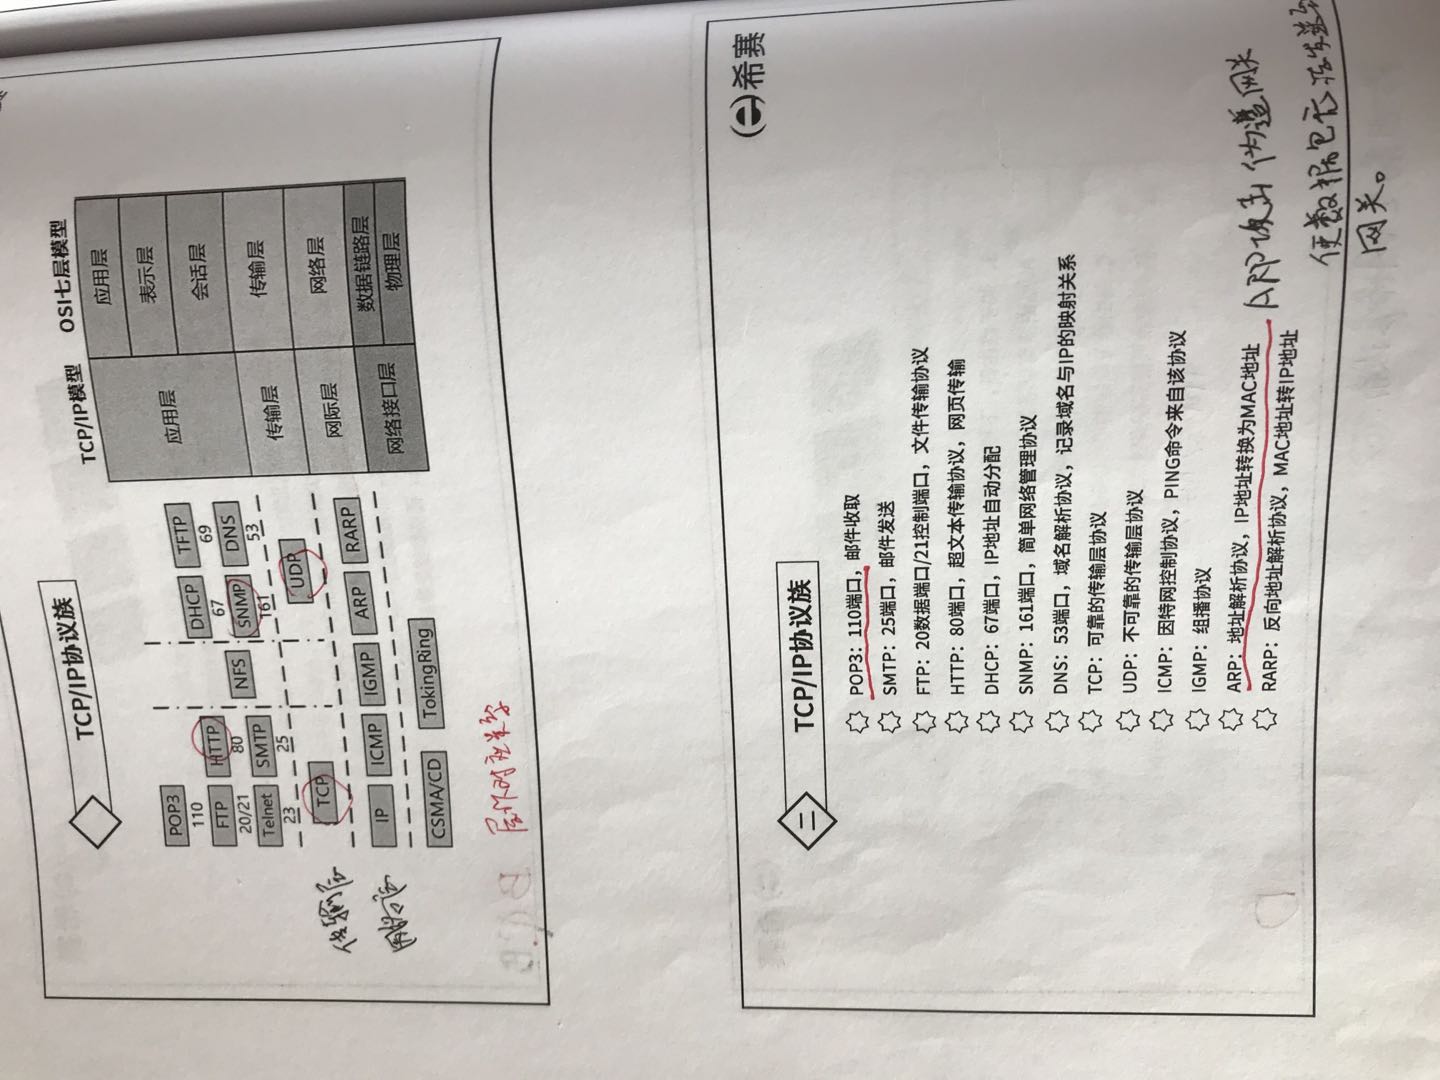 TCP/IP协议族
TCP/IP模型
OSI七层模型
POP3
110
FTP
20/21
Telnet
23
HTTP
80
SMTP
25
NFS
DHCP
67
SNMP
161
TFTP
69
DNS
53
应用层
传输层
网际层
网络接口层
应用层
表示层
会话层
传输层
网络层
数据链路层
物理层
传输层
TCP
UDP
网络层
IP
ICMP
IGMP
ARP
RARP
CSMA/CD
TokingRing
层次对应关系
希赛
二
TCP/IP协议族
POP3：110端口，邮件收取
SMTP：25端口，邮件发送
FTP：20数据端口/21控制端口，文件传输协议
HTTP：80端口，超文本传输协议，网页传输
DHCP：67端口，IP地址自动分配
SNMP：161端口，简单网络管理协议
DNS：53端口，域名解析协议，记录域名与IP的映射关系
TCP：可靠的传输层协议
UDP：不可靠的传输层协议
ICMP：因特网控制协议，PING命令来自该协议
IGMP：组播协议
ARP：地址解析协议，IP地址转换为MAC地址
RARP：反向地址解析协议，MAC地址转IP地址
ARP攻击 伪造网关
使数据包无法发送至
网关。